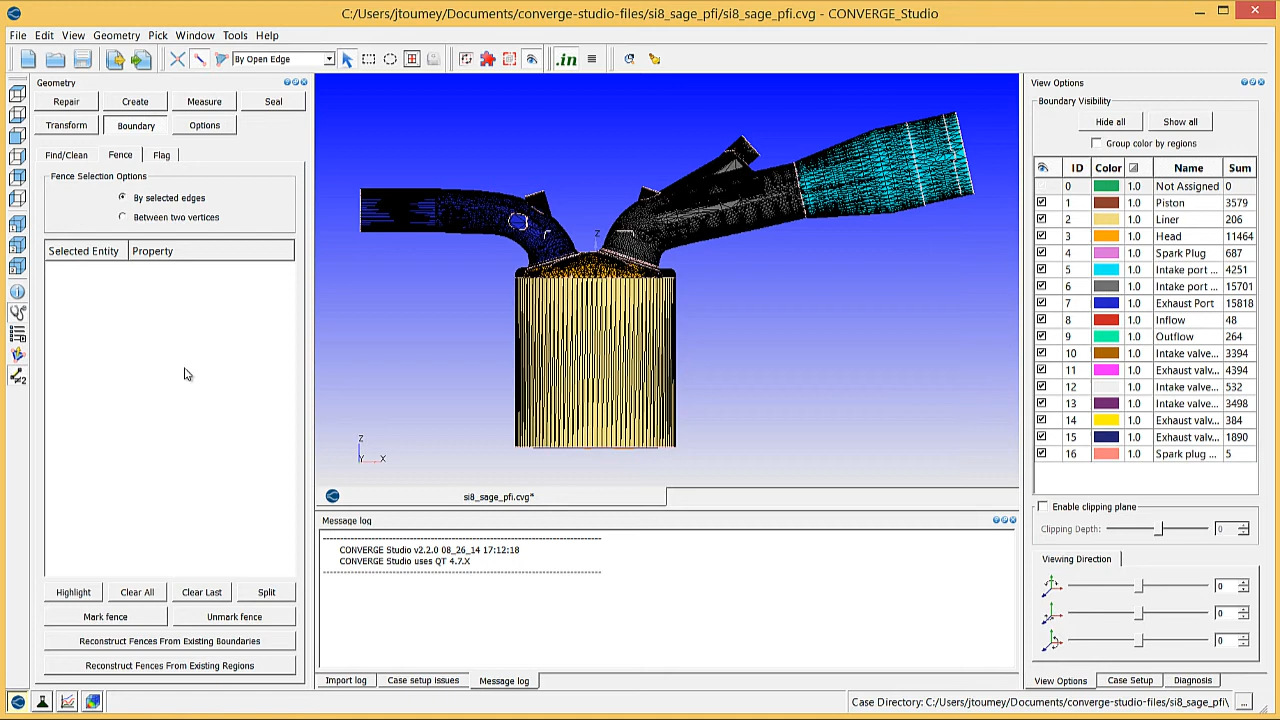 C:/Users/jtoumey/Documents/converge-studio-files/si8_sage_pfi/si8_sage_pfi.cvg - CONVERGE_Studio
File Edit View Geometry Pick Window Tools Help
By Open Edge
.in
Geometry
Repair Create Measure Seal
Transform Boundary Options
Find/Clean Fence Flag
Fence Selection Options
By selected edges
Between two vertices
Selected Entity Property
Highlight Clear All Clear Last Split
Mark fence Unmark fence
Reconstruct Fences From Existing Boundaries
Reconstruct Fences From Existing Regions
Z
Z
Y X
si8_sage_pfi.cvg*
Message log
CONVERGE Studio v2.2.0 08_26_14 17:12:18
CONVERGE Studio uses QT 4.7.X
Import log Case setup issues Message log
View Options
Boundary Visibility
Hide all Show all
Group color by regions
ID Color Name Sum
0 1.0 Not Assigned 0
1 1.0 Piston 3579
2 1.0 Liner 206
3 1.0 Head 11464
4 1.0 Spark Plug 687
5 1.0 Intake port ... 4251
6 1.0 Intake port ... 15701
7 1.0 Exhaust Port 15818
8 1.0 Inflow 48
9 1.0 Outflow 264
10 1.0 Intake valve... 3394
11 1.0 Exhaust valv... 4394
12 1.0 Intake valve... 532
13 1.0 Intake valve... 3498
14 1.0 Exhaust valv... 384
15 1.0 Exhaust valv... 1890
16 1.0 Spark plug ... 5
Enable clipping plane
Clipping Depth: 0
Viewing Direction
0
0
0
View Options Case Setup Diagnosis
Case Directory: C:/Users/jtoumey/Documents/converge-studio-files/si8_sage_pfi\ ...